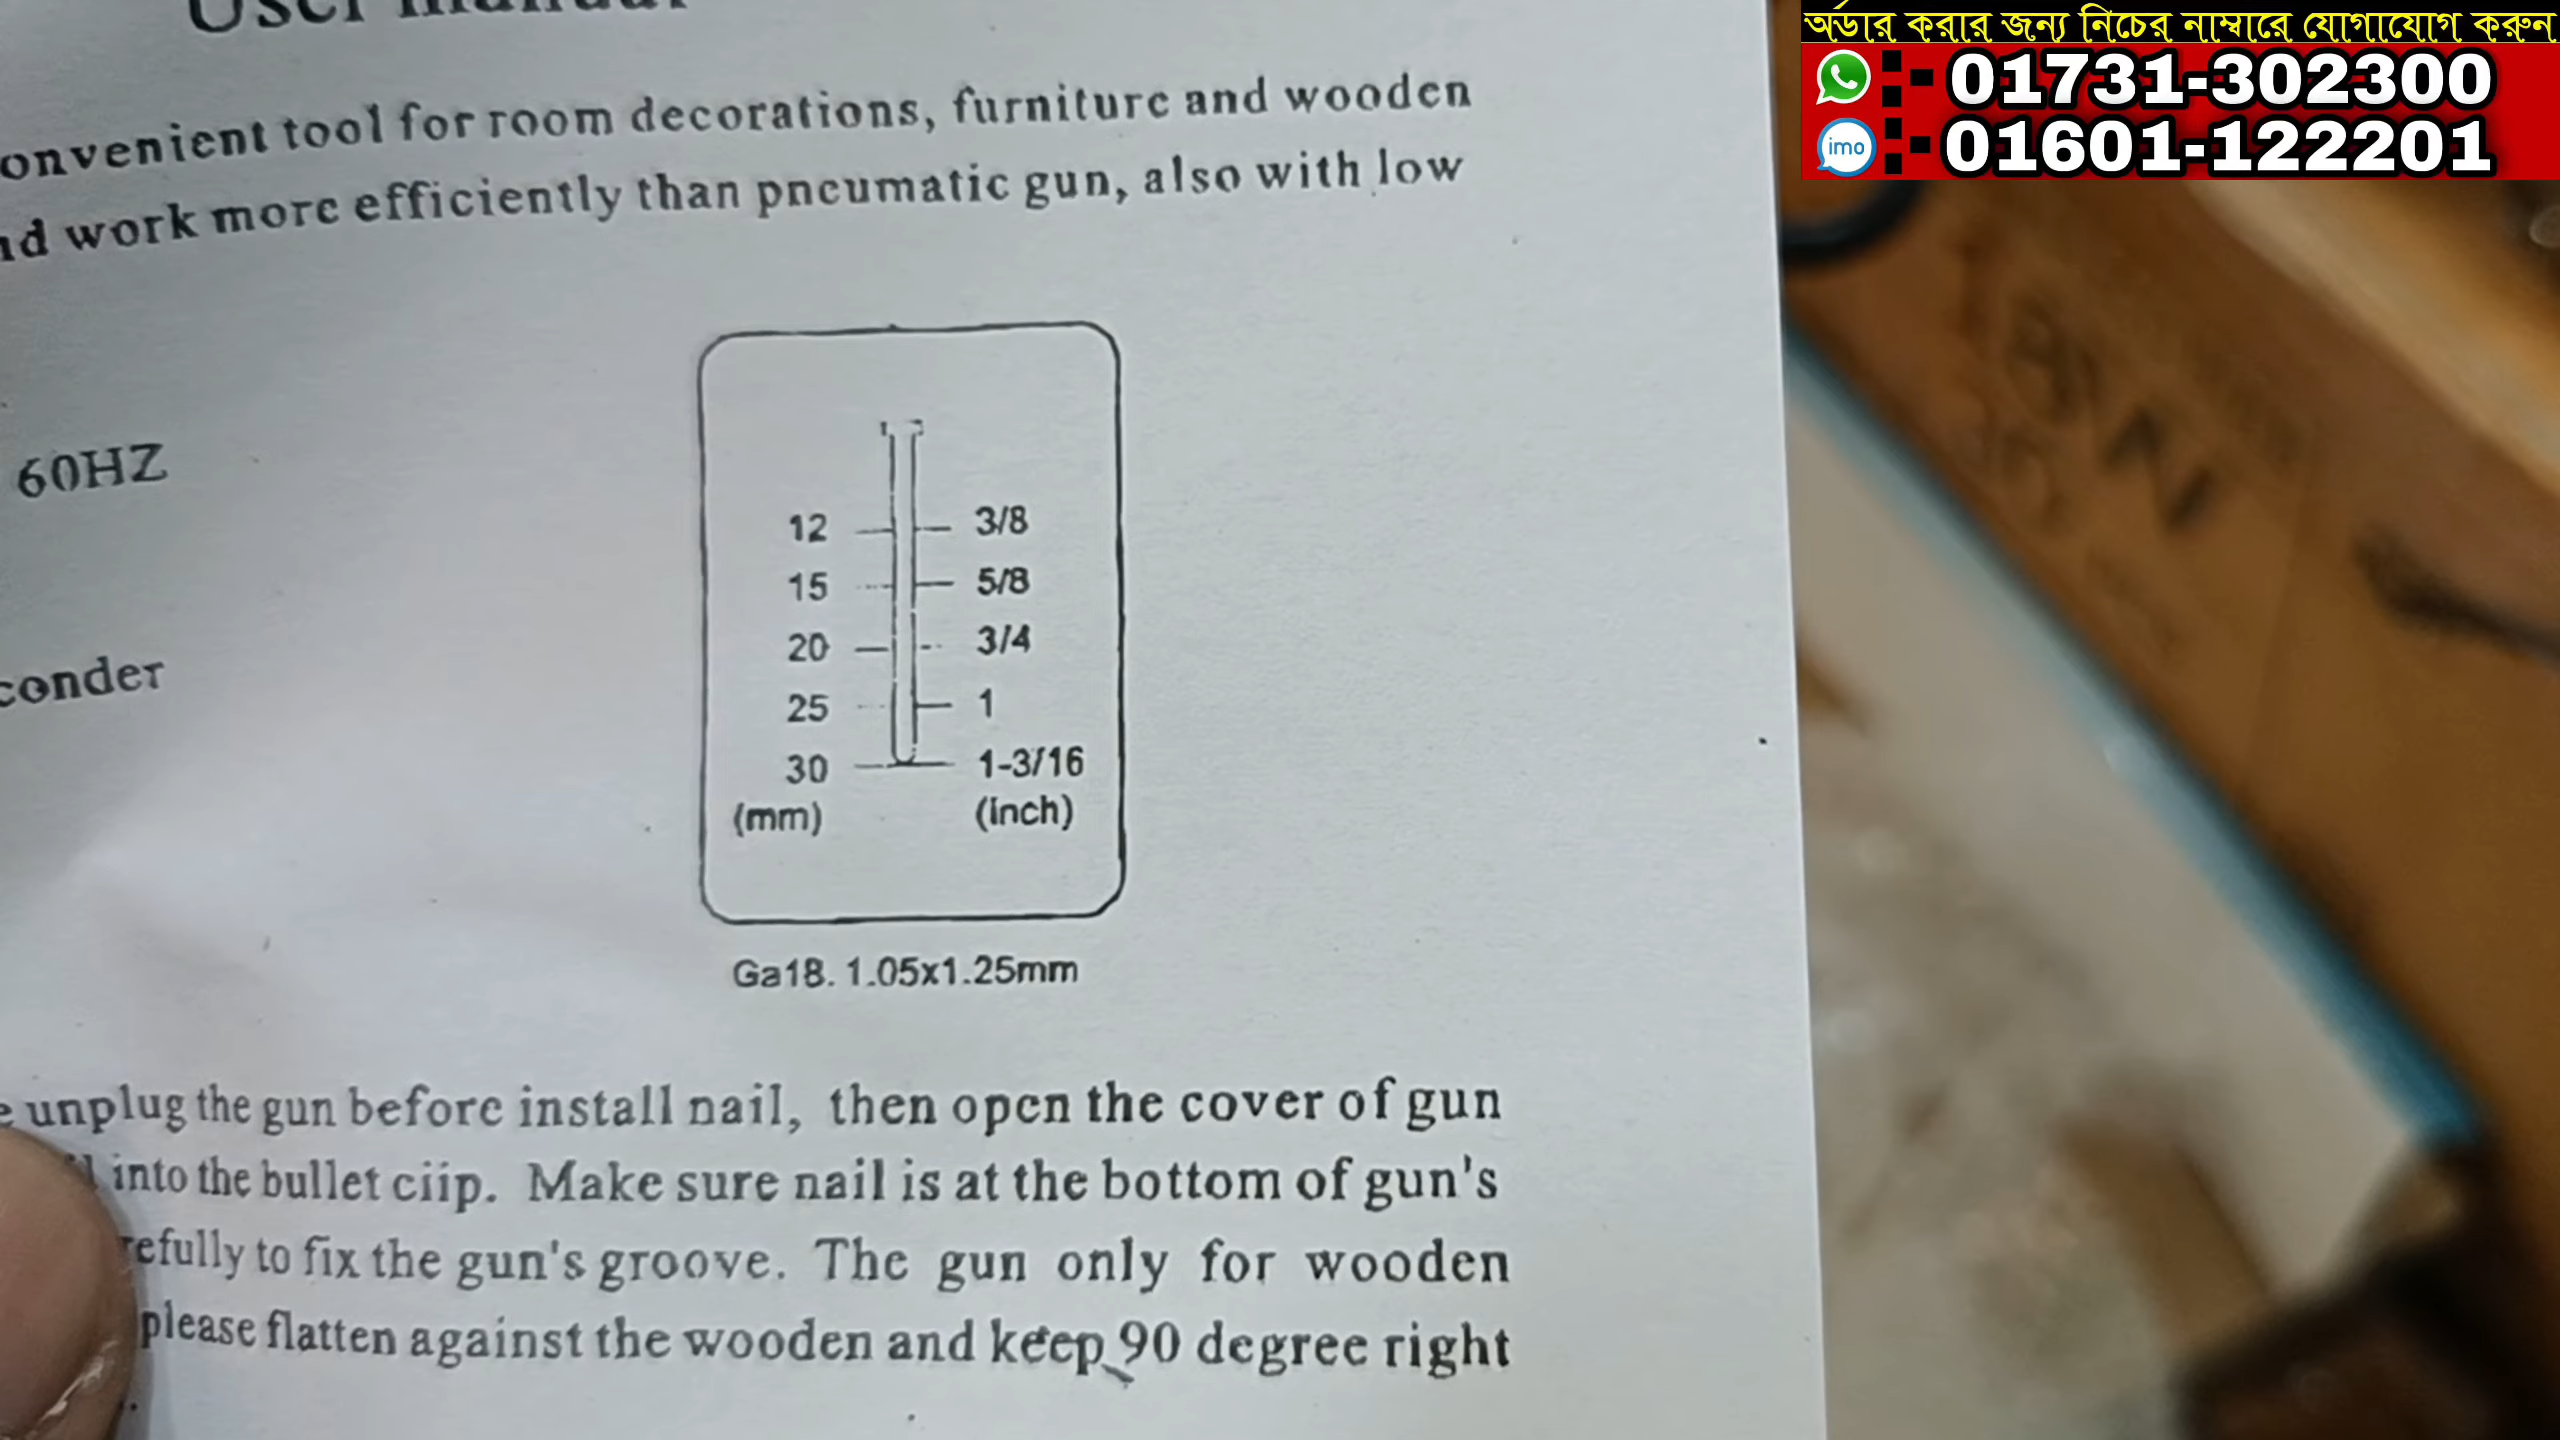 User manual
অর্ডার করার জন্য নিচের নাম্বারে যোগাযোগ করুন
:- 01731-302300
imo :- 01601-122201
tool for room decorations, furniture and wooden
work more efficiently than pneumatic gun, also with low
60HZ
12 3/8
15 5/8
20 3/4
25 1
30 1-3/16
(mm) (inch)
Ga18. 1.05x1.25mm
unplug the gun before install nail, then open the cover of gun
into the bullet ciip. Make sure nail is at the bottom of gun's
to fix the gun's groove. The gun only for wooden
please flatten against the wooden and keep 90 degree right